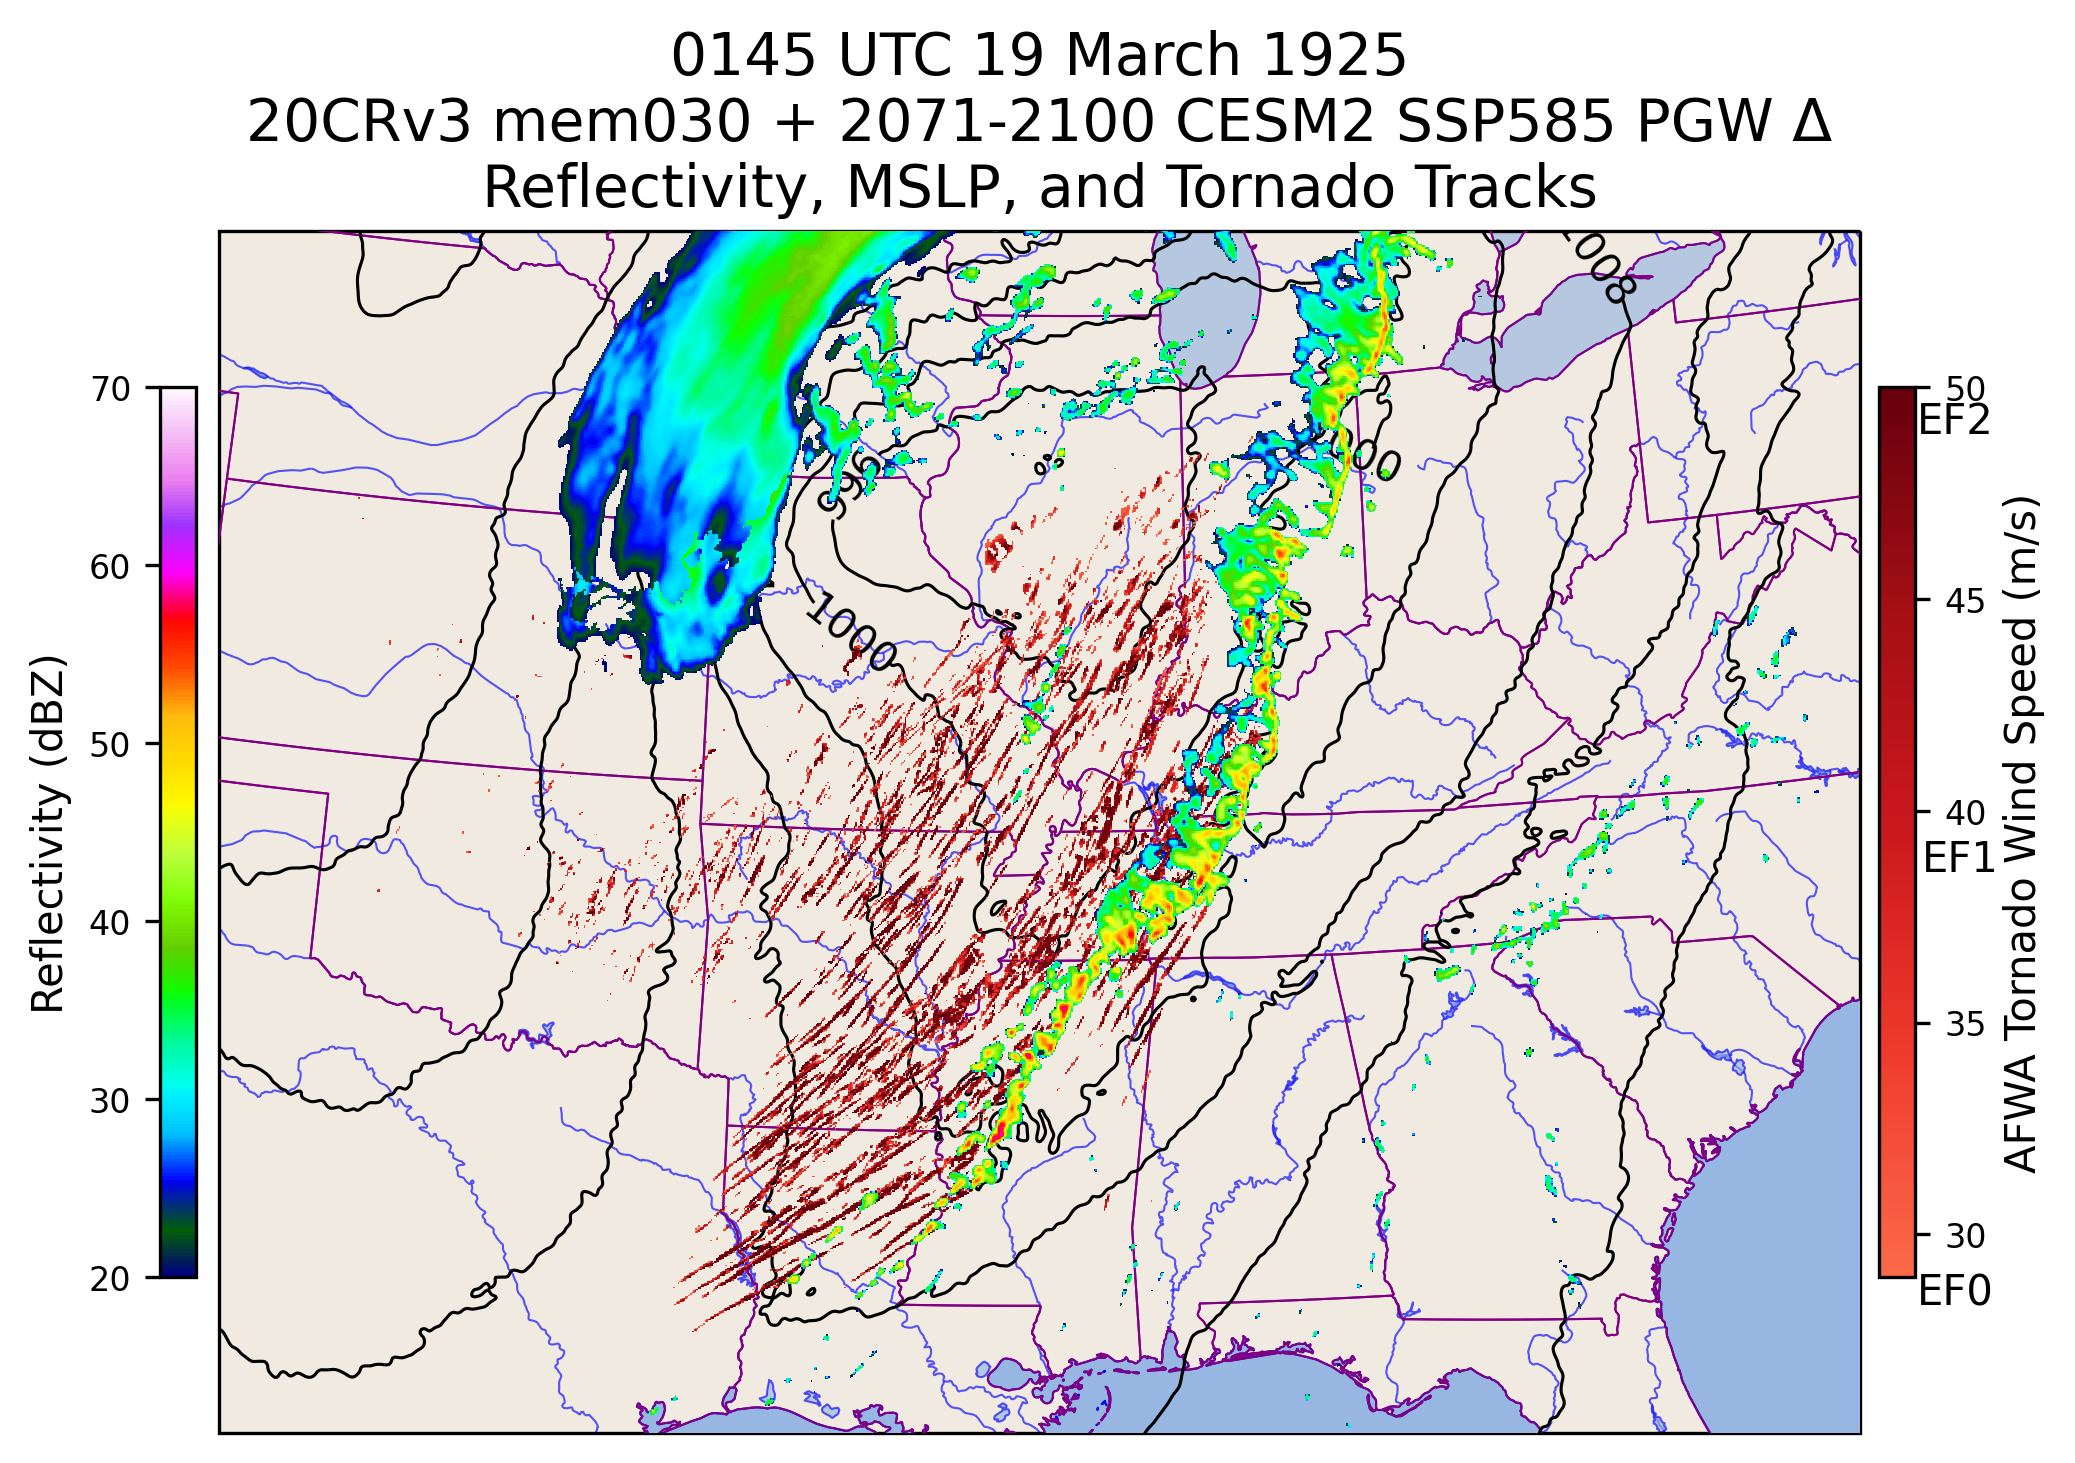 0145 UTC 19 March 1925
20CRv3 mem030 + 2071-2100 CESM2 SSP585 PGW Δ
Reflectivity, MSLP, and Tornado Tracks
1008
996
1000
1000
70
60
50
40
30
20
Reflectivity (dBZ)
50
EF2
45
40
EF1
35
30
EF0
AFWA Tornado Wind Speed (m/s)